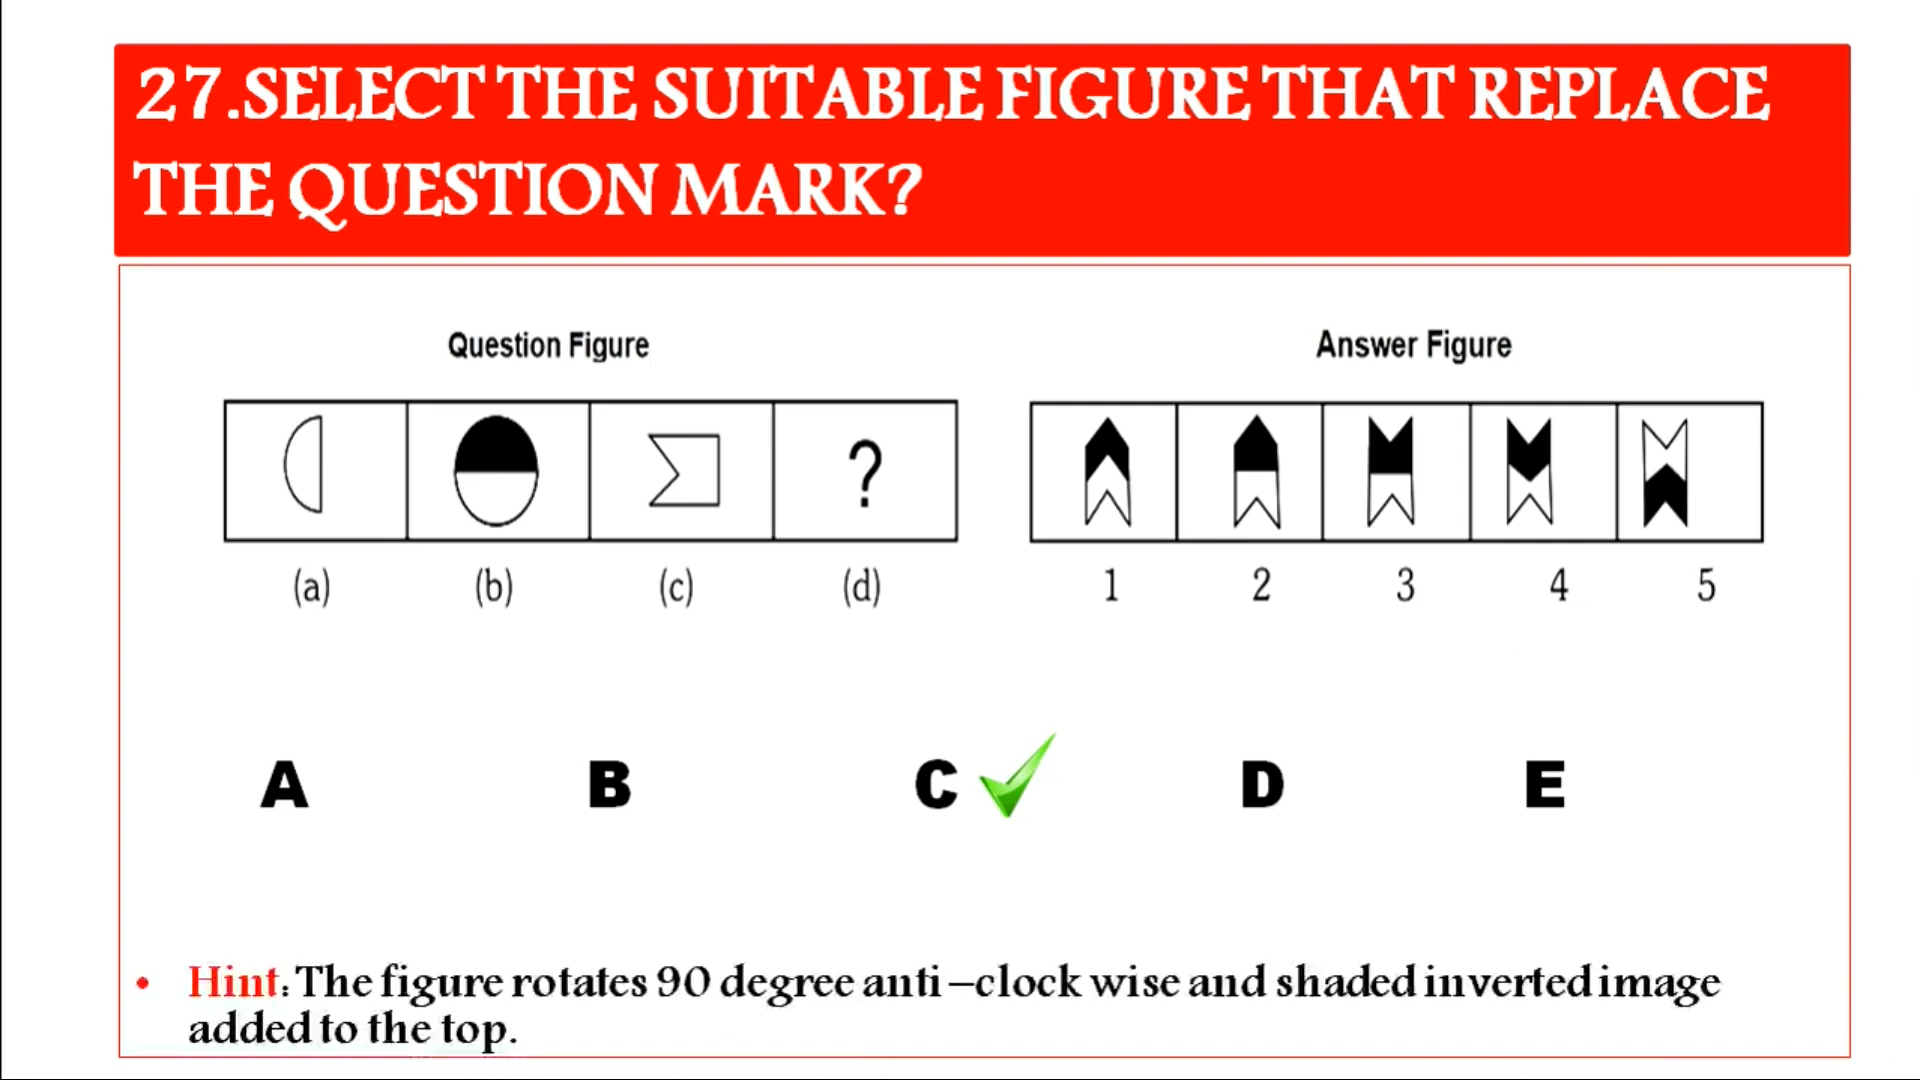 27.SELECT THE SUITABLE FIGURE THAT REPLACE
THE QUESTION MARK?
Question Figure
Answer Figure
?
(a) (b) (c) (d)
1 2 3 4 5
A B C D E
• Hint: The figure rotates 90 degree anti –clock wise and shaded inverted image
added to the top.